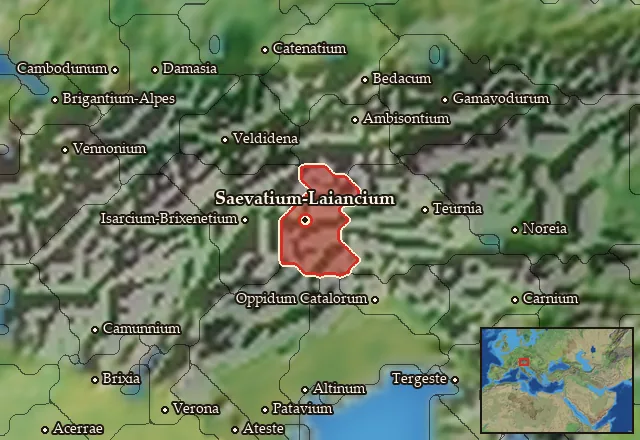 Catenatium
Cambodunum
Damasia
Bedacum
Brigantium-Alpes
Gamavodurum
Ambisontium
Veldidena
Vennonium
Saevatium-Laiancium
Teurnia
Isarcium-Brixenetium
Noreia
Oppidum Catalorum
Carnium
Camunnium
Brixia
Tergeste
Altinum
Verona
Patavium
Acerrae
Ateste